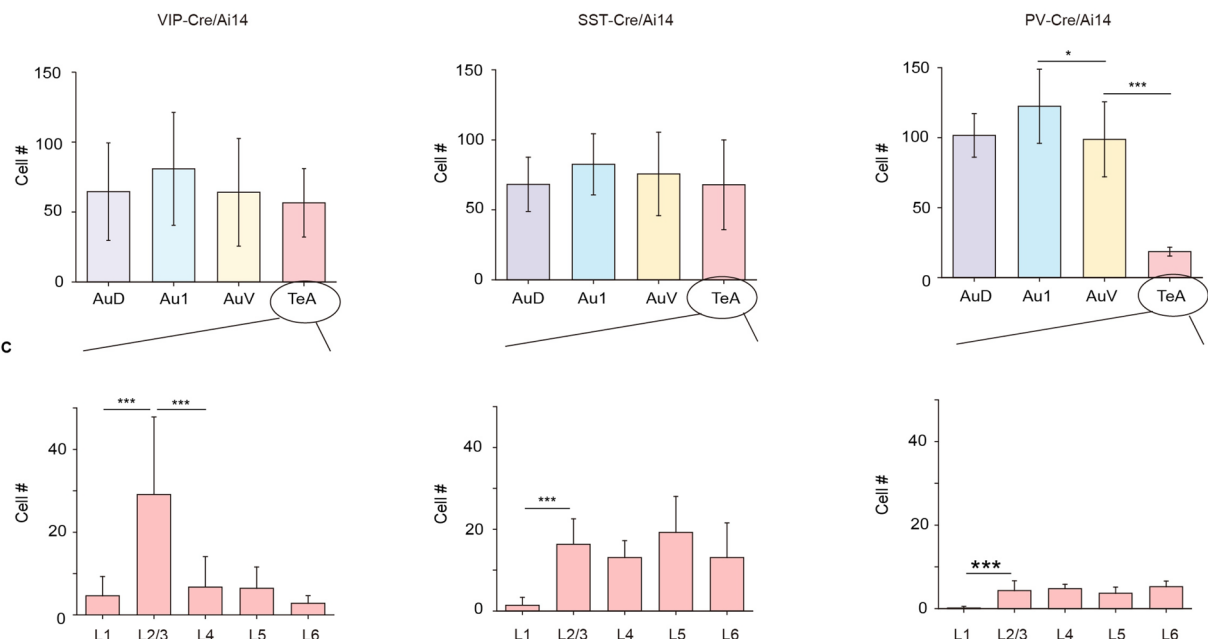 VIP-Cre/Ai14
SST-Cre/Ai14
PV-Cre/Ai14
Cell #
150
100
50
0
AuD Au1 AuV TeA
Cell #
150
100
50
0
AuD Au1 AuV TeA
Cell #
150
100
50
0
* ***
AuD Au1 AuV TeA
C
Cell #
40
20
0
*** ***
L1 L2/3 L4 L5 L6
Cell #
40
20
0
***
L1 L2/3 L4 L5 L6
Cell #
40
20
0
***
L1 L2/3 L4 L5 L6